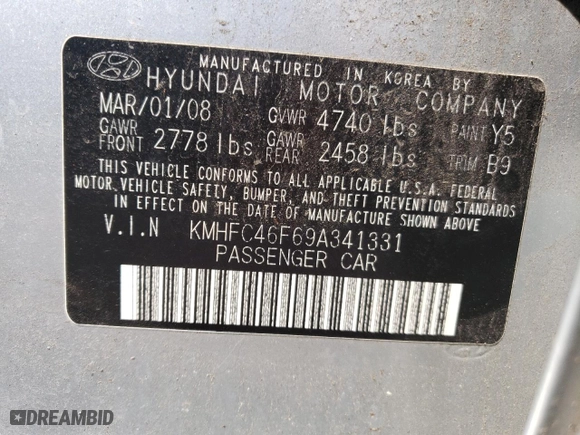 MANUFACTURED IN KOREA BY
HYUNDAI MOTOR COMPANY
MAR/01/08 GVWR 4740 lbs PAINT Y5
GAWR FRONT 2778 lbs GAWR REAR 2458 lbs TRIM B9
THIS VEHICLE CONFORMS TO ALL APPLICABLE U.S.A. FEDERAL
MOTOR VEHICLE SAFETY, BUMPER, AND THEFT PREVENTION STANDARDS
IN EFFECT ON THE DATE OF MANUFACTURE SHOWN ABOVE
V.I.N KMHFC46F69A341331
PASSENGER CAR
DREAMBID